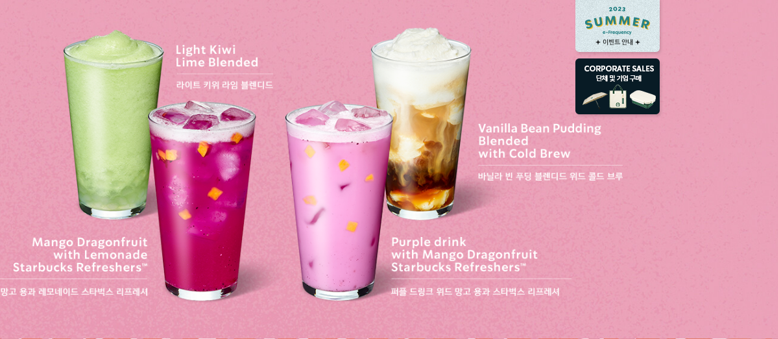 2023
SUMMER
e-Frequency
+ 이벤트 안내 +
CORPORATE SALES
단체 및 기업 구매
Light Kiwi
Lime Blended
라이트 키위 라임 블렌디드
Vanilla Bean Pudding
Blended
with Cold Brew
바닐라 빈 푸딩 블렌디드 위드 콜드 브루
Mango Dragonfruit
with Lemonade
Starbucks Refreshers™
망고 용과 레모네이드 스타벅스 리프레셔
Purple drink
with Mango Dragonfruit
Starbucks Refreshers™
퍼플 드링크 위드 망고 용과 스타벅스 리프레셔